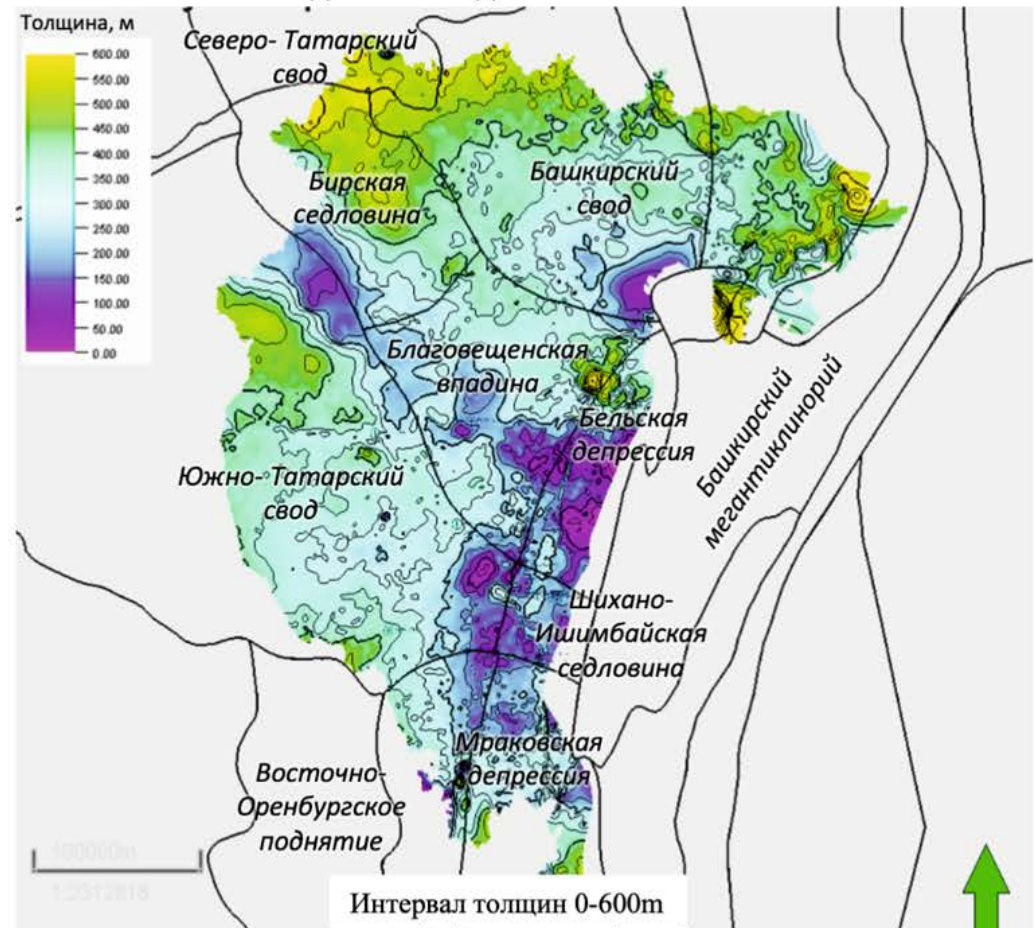 Толщина, м
600.00
550.00
500.00
450.00
400.00
350.00
300.00
250.00
200.00
150.00
100.00
50.00
0.00
Северо- Татарский
свод
Бирская
седловина
Башкирский
свод
Благовещенская
впадина
Бельская
депрессия
Башкирский
мегантиклинорий
Южно- Татарский
свод
Шихано-
Ишимбайская
седловина
Мраковская
депрессия
Восточно-
Оренбургское
поднятие
100000m
1:2312818
Интервал толщин 0-600m